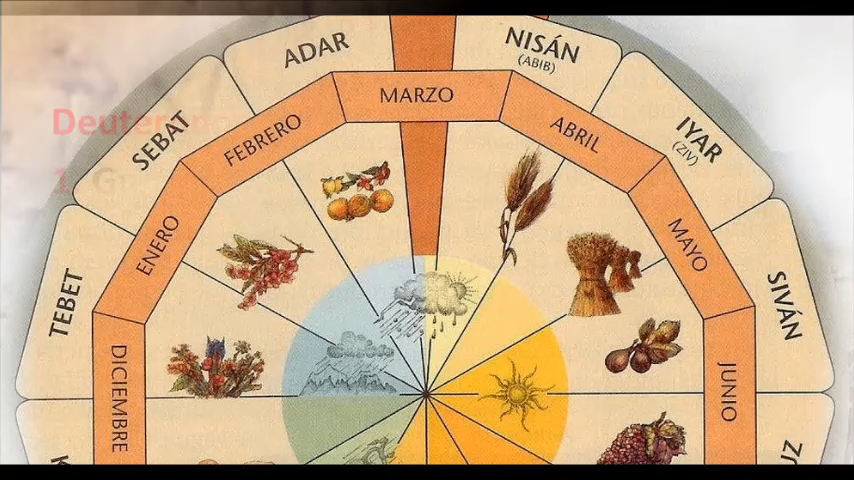 ADAR
NISÁN
(ABIB)
SEBAT
FEBRERO
MARZO
ABRIL
IYAR
(ZIV)
TEBET
ENERO
MAYO
SIVÁN
DICIEMBRE
JUNIO